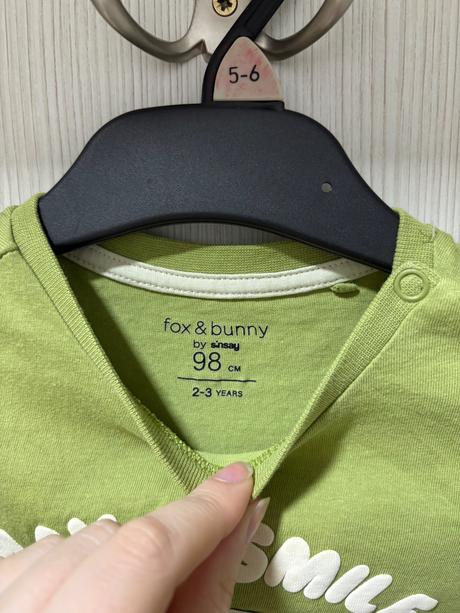 5-6
fox & bunny
by sinsay
98 CM
2-3 YEARS
SMILE